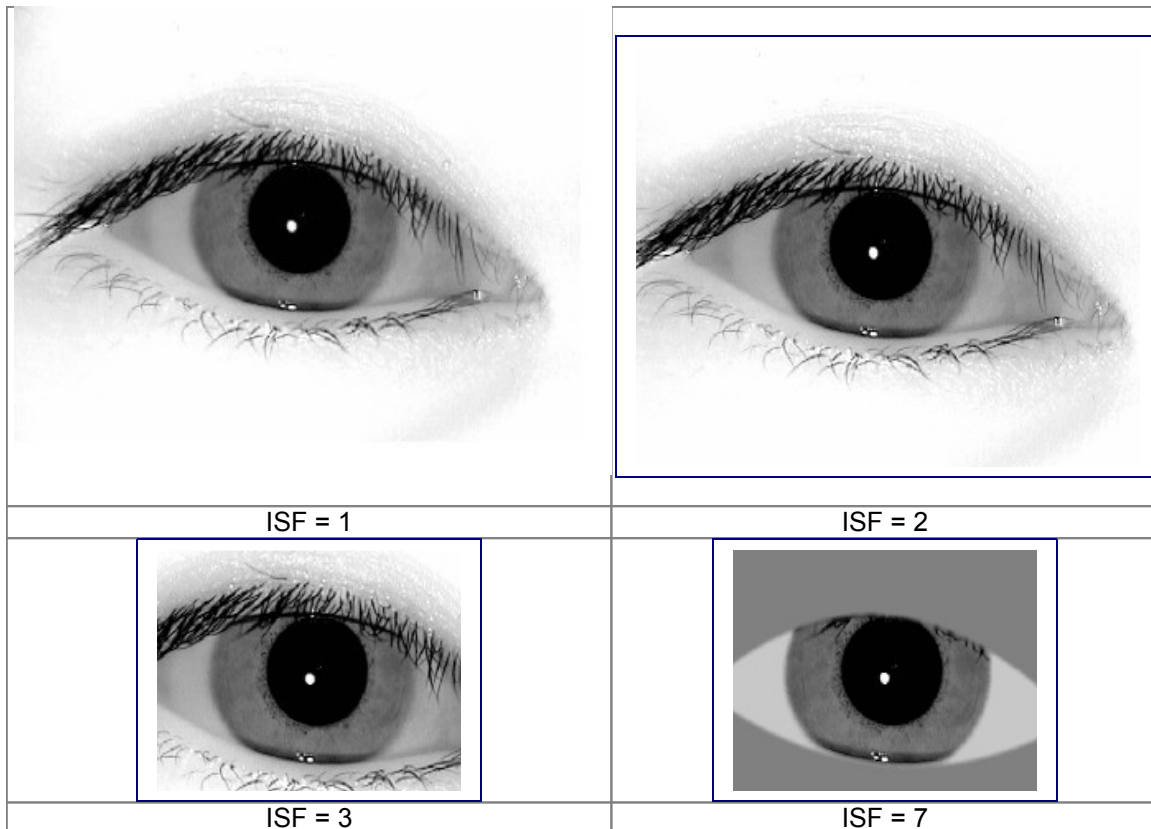 ISF = 1
ISF = 2
ISF = 3
ISF = 7